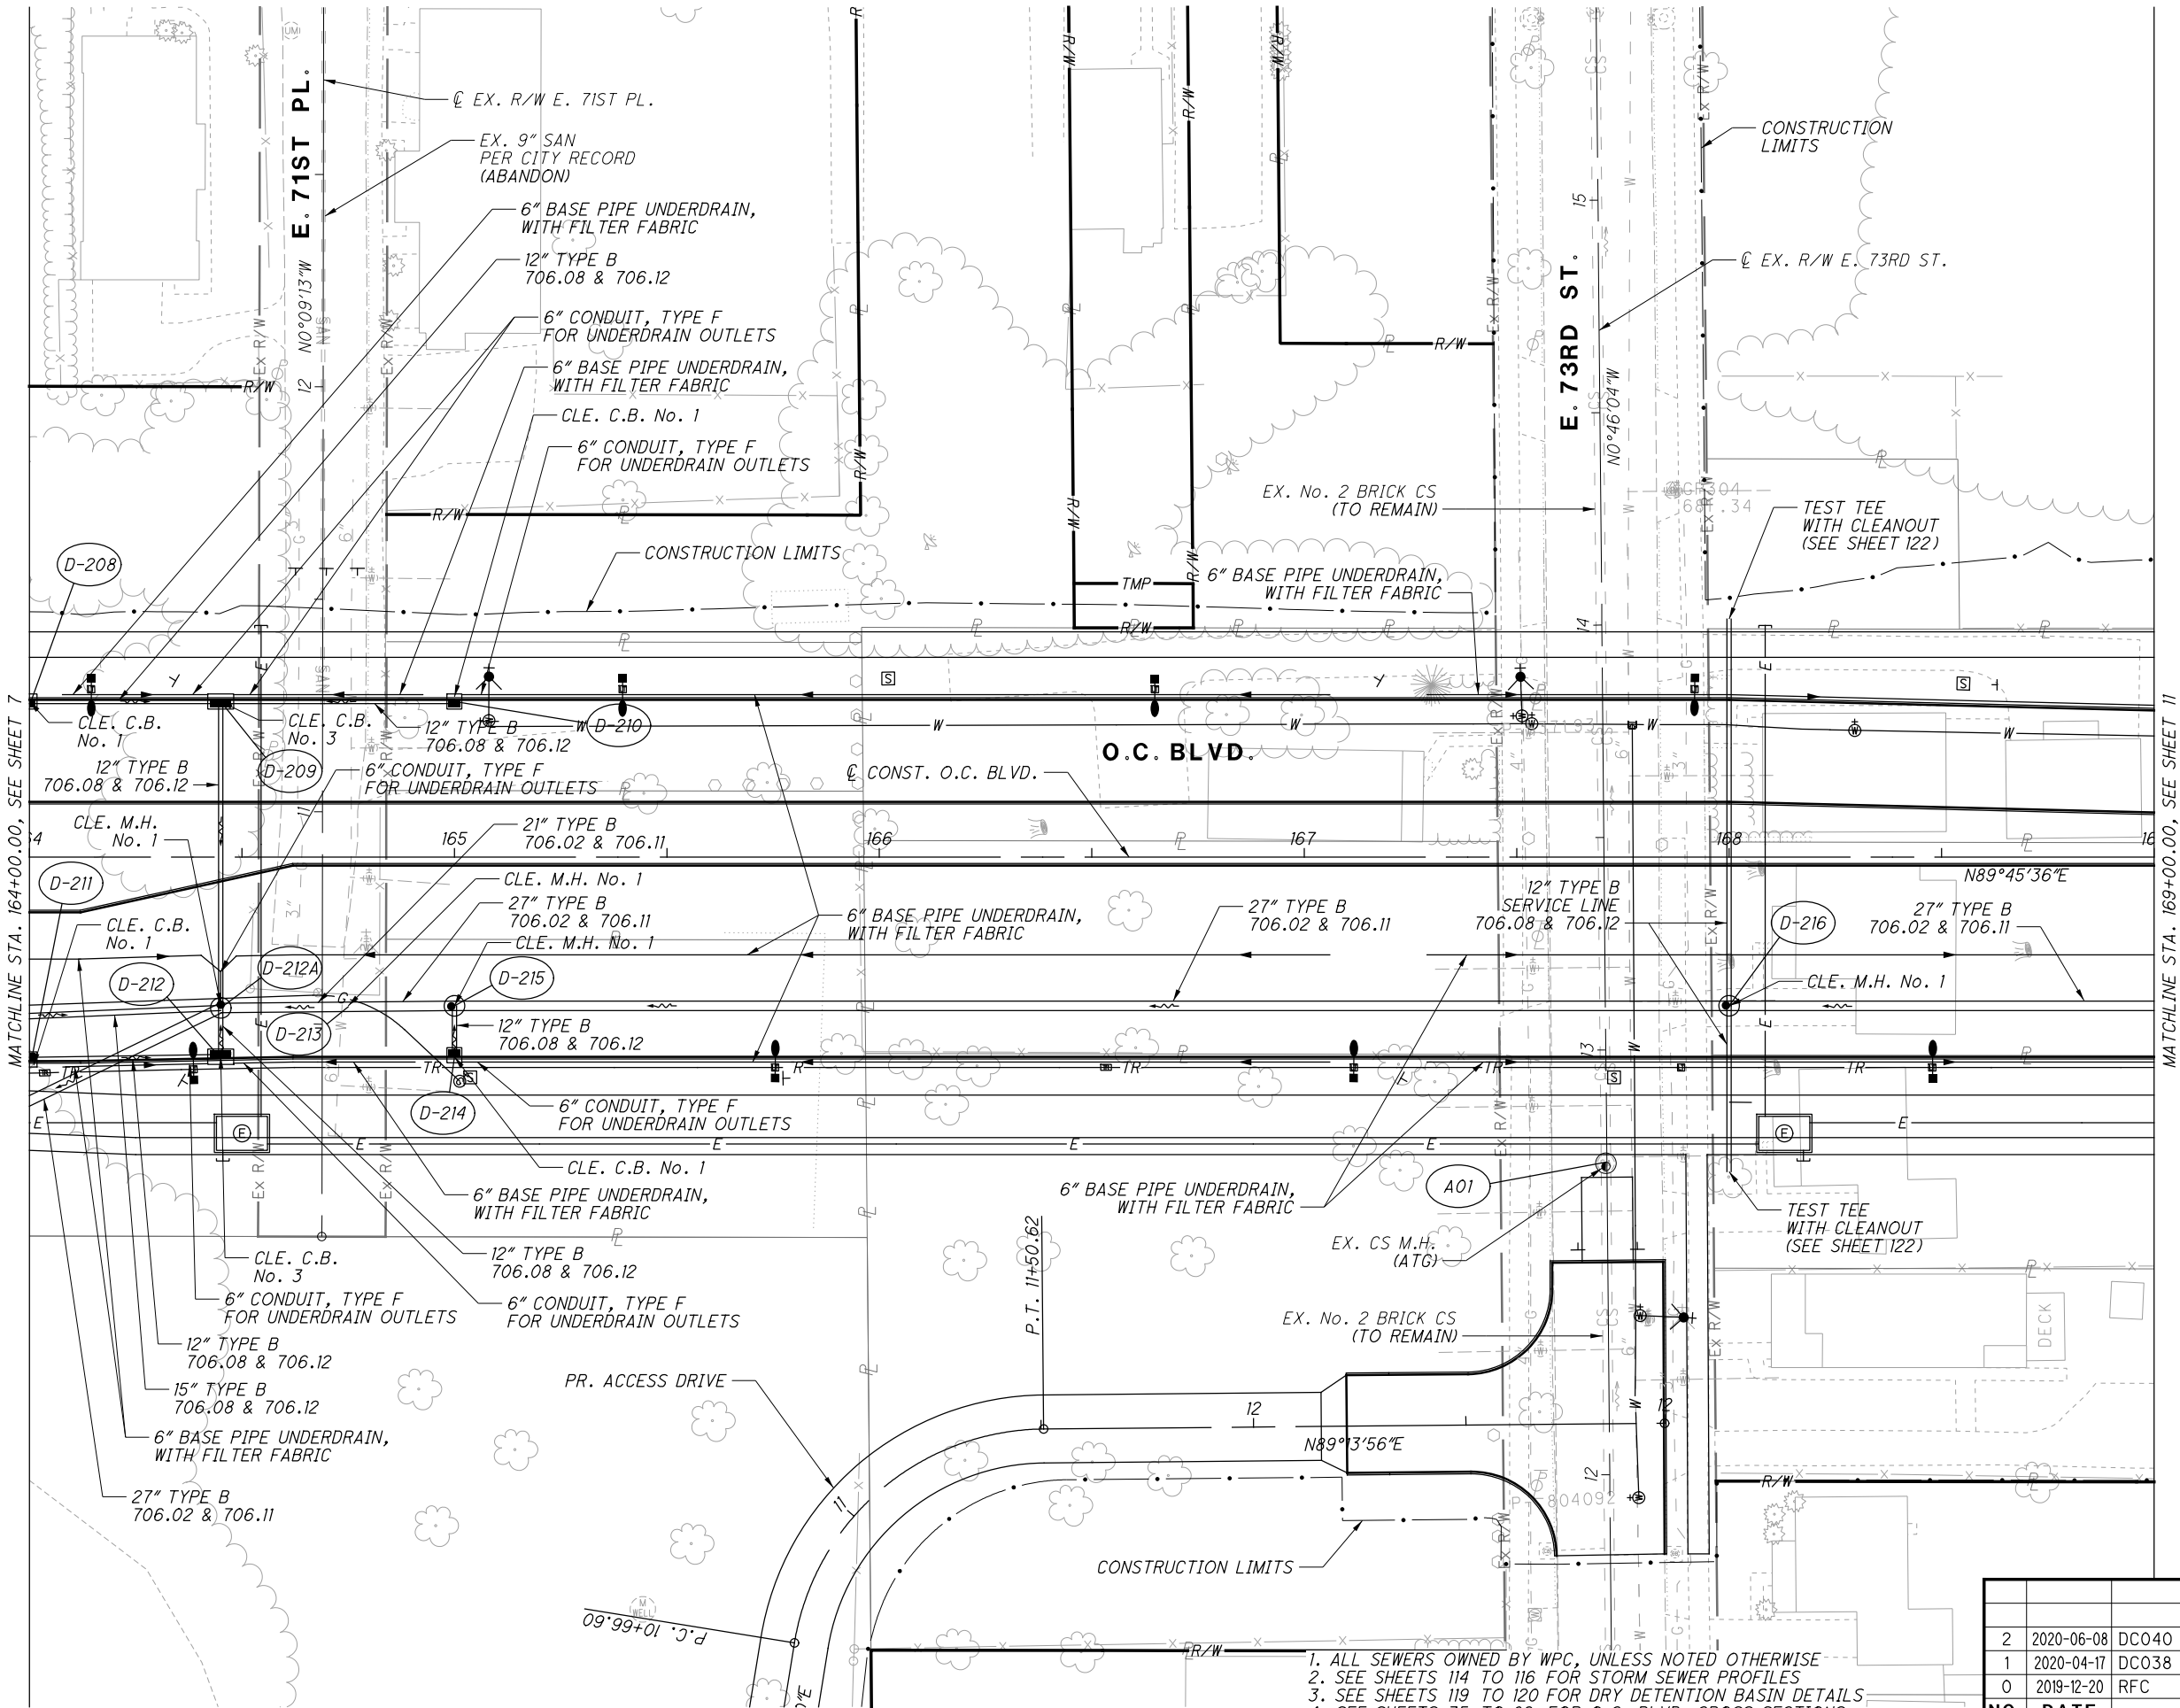 E. 71ST PL.
℄ EX. R/W E. 71ST PL.
EX. 9" SAN
PER CITY RECORD
(ABANDON)
6" BASE PIPE UNDERDRAIN,
WITH FILTER FABRIC
12" TYPE B
706.08 & 706.12
6" CONDUIT, TYPE F
FOR UNDERDRAIN OUTLETS
6" BASE PIPE UNDERDRAIN,
WITH FILTER FABRIC
CLE. C.B. No. 1
6" CONDUIT, TYPE F
FOR UNDERDRAIN OUTLETS
N0°09'13"W
12
CONSTRUCTION LIMITS
CONSTRUCTION
LIMITS
15
E. 73RD ST.
℄ EX. R/W E. 73RD ST.
N0°46'04"W
EX. No. 2 BRICK CS
(TO REMAIN)
TEST TEE
WITH CLEANOUT
(SEE SHEET 122)
6" BASE PIPE UNDERDRAIN,
WITH FILTER FABRIC
TMP
R/W
14
D-208
CLE. C.B.
No. 1
CLE. C.B.
No. 3
12" TYPE B
706.08 & 706.12
D-210
D-209
12" TYPE B
706.08 & 706.12
6" CONDUIT, TYPE F
FOR UNDERDRAIN OUTLETS
O.C. BLVD.
℄ CONST. O.C. BLVD.
MATCHLINE STA. 164+00.00, SEE SHEET 7
MATCHLINE STA. 169+00.00, SEE SHEET 11
CLE. M.H.
No. 1
11
21" TYPE B
706.02 & 706.11
165
166
167
168
N89°45'36"E
D-211
CLE. M.H. No. 1
27" TYPE B
706.02 & 706.11
CLE. M.H. No. 1
CLE. C.B.
No. 1
6" BASE PIPE UNDERDRAIN,
WITH FILTER FABRIC
27" TYPE B
706.02 & 706.11
12" TYPE B
SERVICE LINE
706.08 & 706.12
D-216
27" TYPE B
706.02 & 706.11
D-212
D-212A
D-215
CLE. M.H. No. 1
D-213
12" TYPE B
706.08 & 706.12
13
D-214
6" CONDUIT, TYPE F
FOR UNDERDRAIN OUTLETS
CLE. C.B. No. 1
6" BASE PIPE UNDERDRAIN,
WITH FILTER FABRIC
6" BASE PIPE UNDERDRAIN,
WITH FILTER FABRIC
A01
TEST TEE
WITH CLEANOUT
(SEE SHEET 122)
EX. CS M.H.
(ATG)
CLE. C.B.
No. 3
12" TYPE B
706.08 & 706.12
6" CONDUIT, TYPE F
FOR UNDERDRAIN OUTLETS
6" CONDUIT, TYPE F
FOR UNDERDRAIN OUTLETS
12" TYPE B
706.08 & 706.12
15" TYPE B
706.08 & 706.12
6" BASE PIPE UNDERDRAIN,
WITH FILTER FABRIC
27" TYPE B
706.02 & 706.11
P.T. 11+50.62
EX. No. 2 BRICK CS
(TO REMAIN)
DECK
PR. ACCESS DRIVE
12
12
N89°13'56"E
12
11
CONSTRUCTION LIMITS
M
WELL
P.C. 10+66.60
R/W
1. ALL SEWERS OWNED BY WPC, UNLESS NOTED OTHERWISE
2. SEE SHEETS 114 TO 116 FOR STORM SEWER PROFILES
3. SEE SHEETS 119 TO 120 FOR DRY DETENTION BASIN DETAILS
2 2020-06-08 DC040
1 2020-04-17 DC038
0 2019-12-20 RFC
NO. DATE